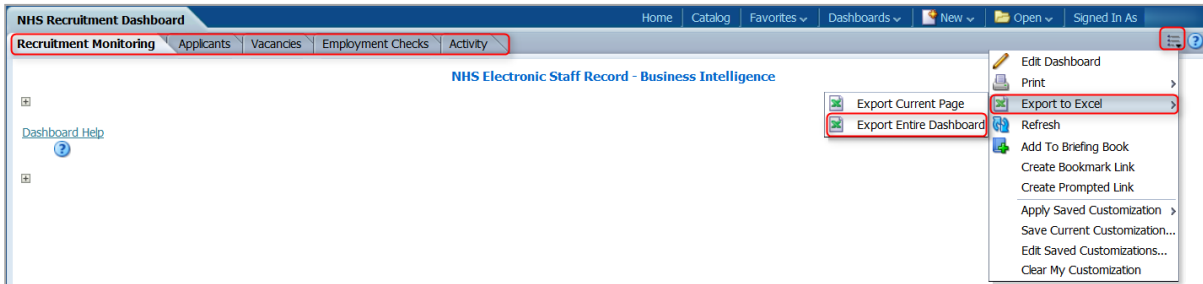 NHS Recruitment Dashboard
Home Catalog Favorites Dashboards New Open Signed In As
Recruitment Monitoring Applicants Vacancies Employment Checks Activity
NHS Electronic Staff Record - Business Intelligence
Dashboard Help
Edit Dashboard
Print
Export to Excel
Export Current Page
Export Entire Dashboard
Refresh
Add To Briefing Book
Create Bookmark Link
Create Prompted Link
Apply Saved Customization
Save Current Customization...
Edit Saved Customizations...
Clear My Customization